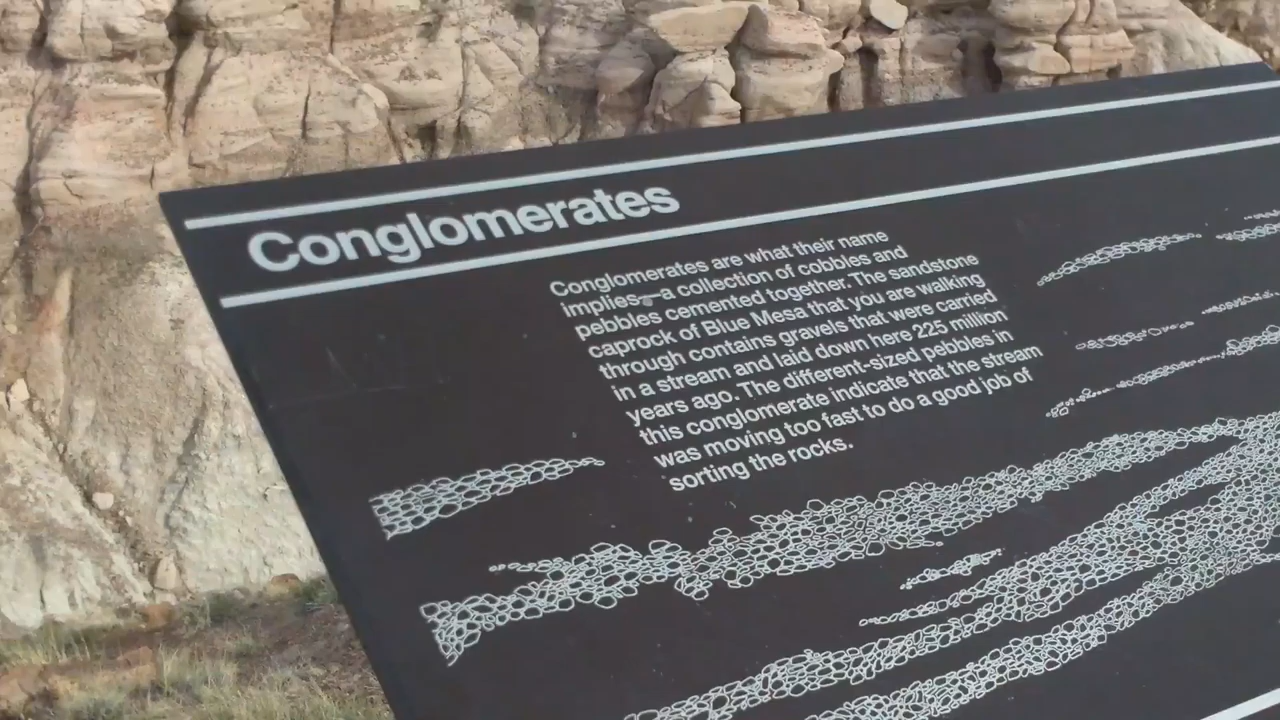 Conglomerates
Conglomerates are what their name
implies—a collection of cobbles and
pebbles cemented together. The sandstone
caprock of Blue Mesa that you are walking
through contains gravels that were carried
in a stream and laid down here 225 million
years ago. The different-sized pebbles in
this conglomerate indicate that the stream
was moving too fast to do a good job of
sorting the rocks.